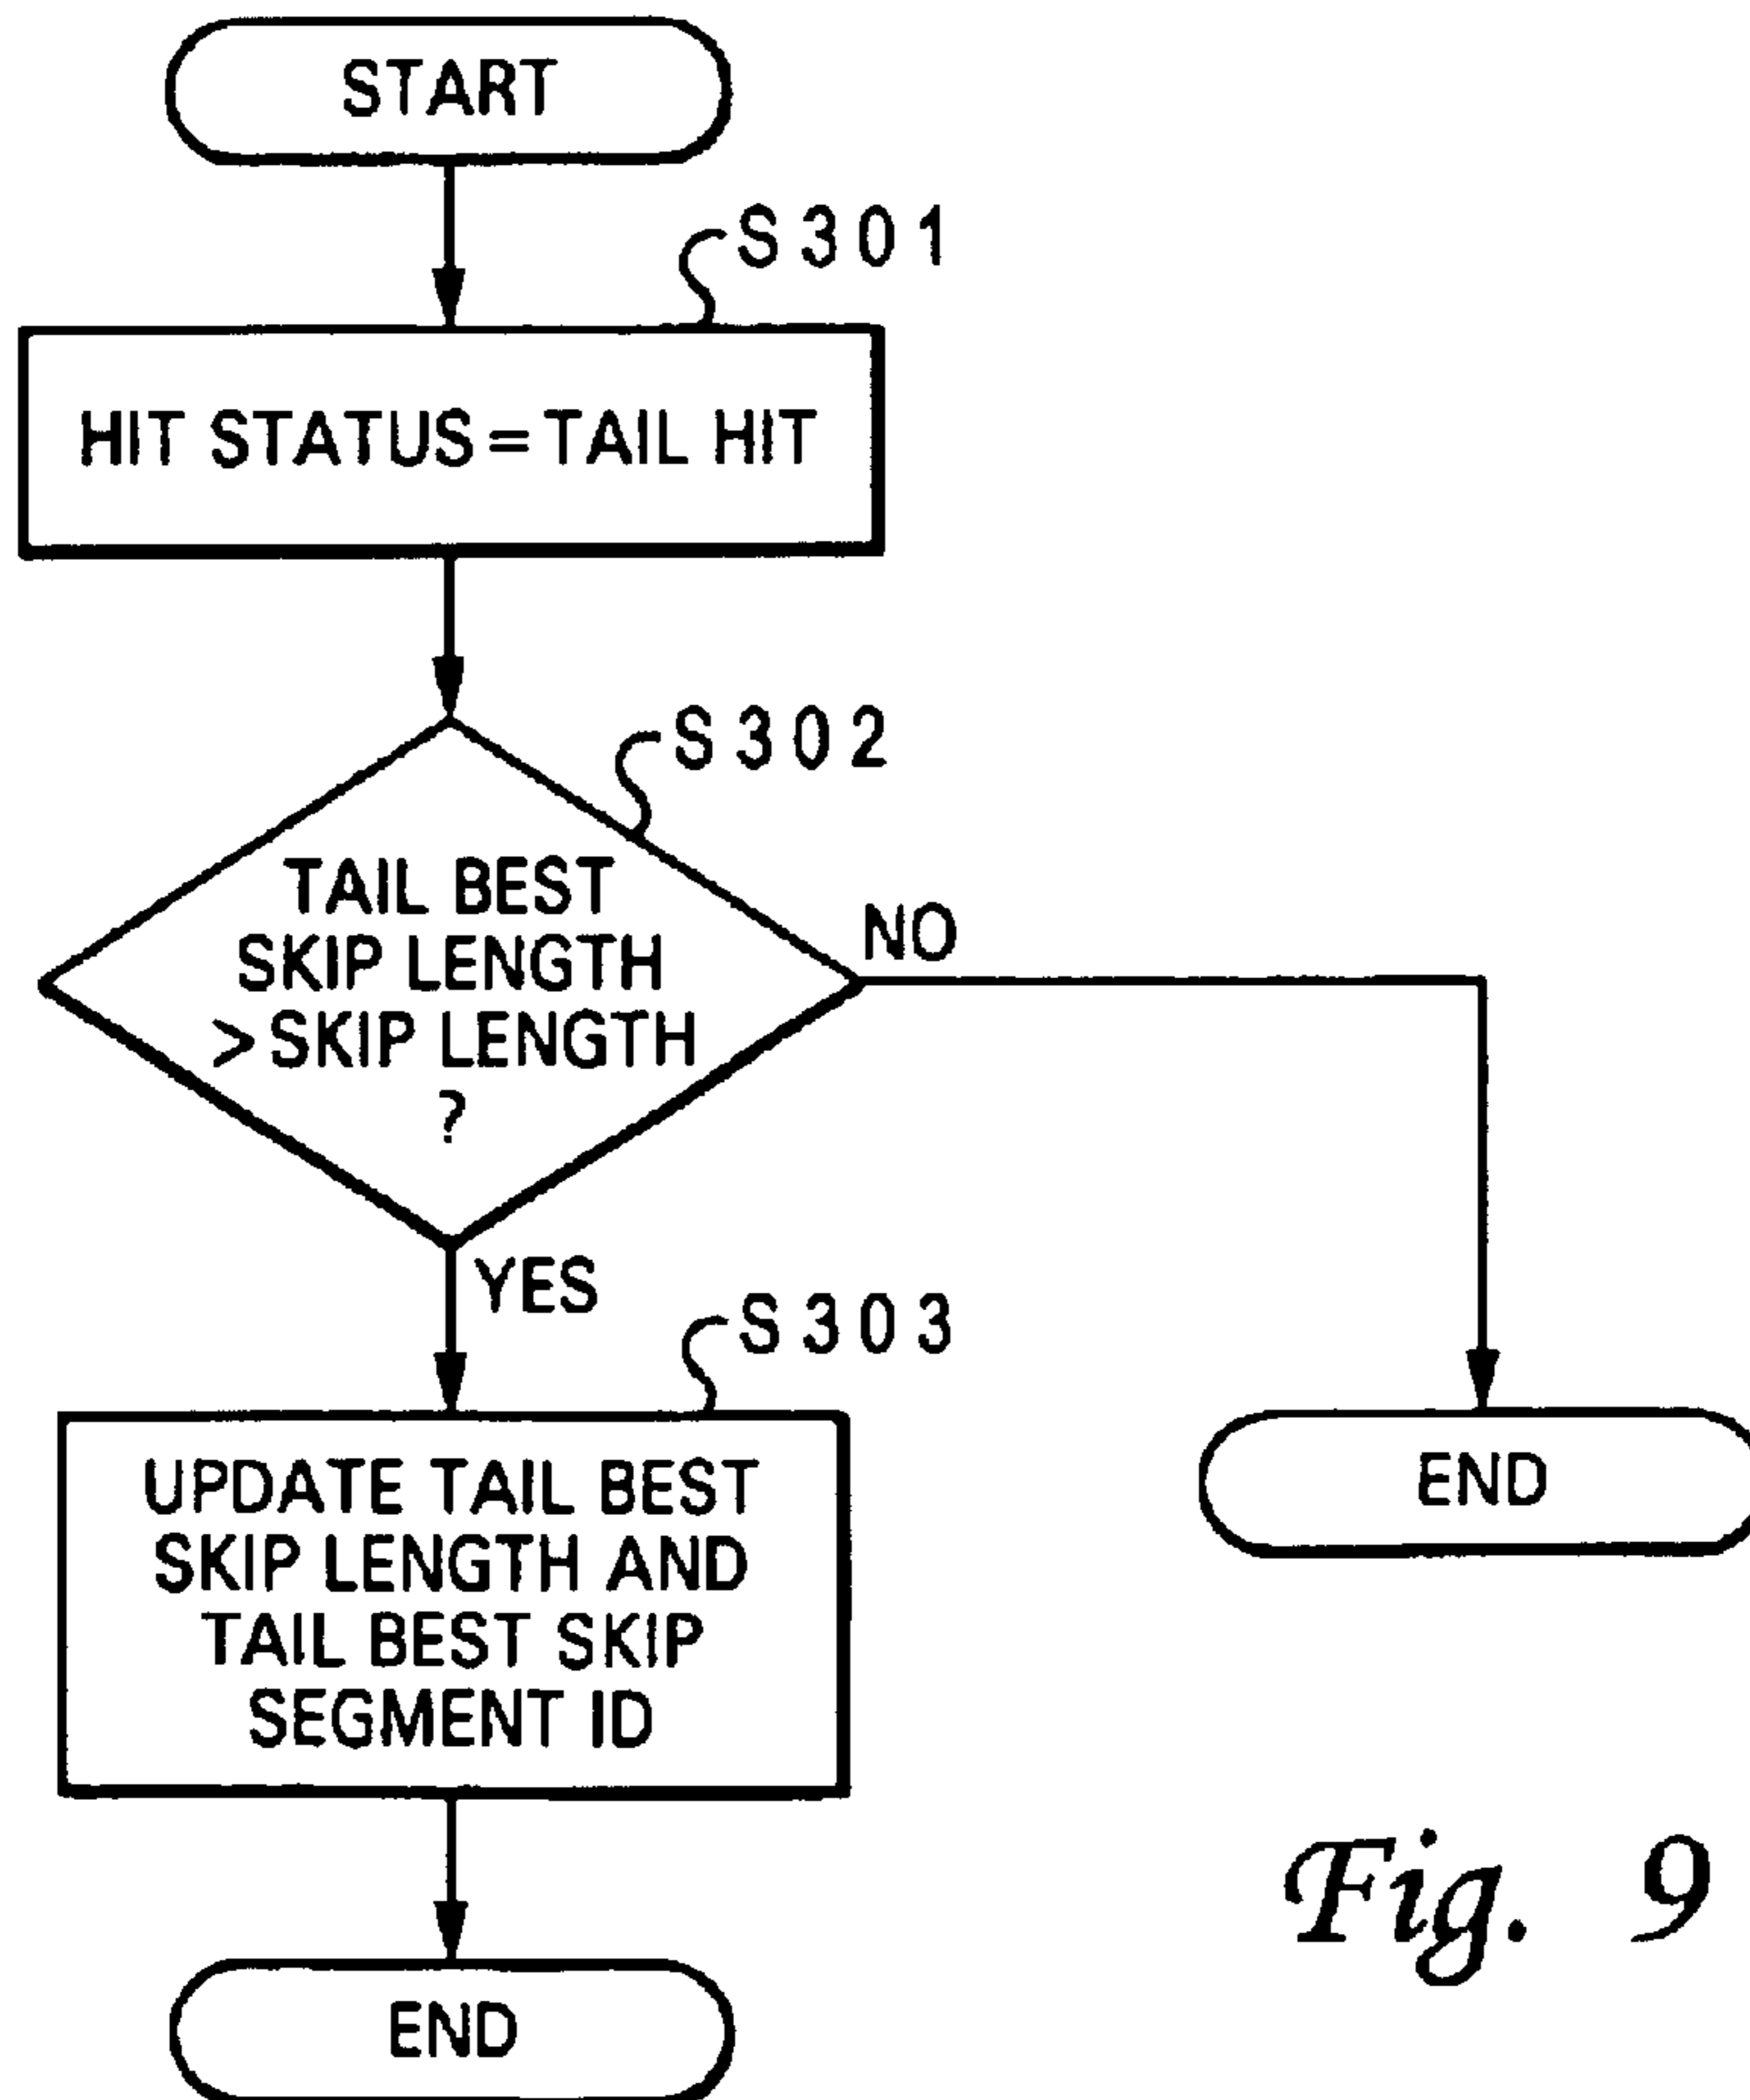 START
S301
HIT STATUS=TAIL HIT
S302
TAIL BEST
SKIP LENGTH
>SKIP LENGTH
?
NO
YES
S303
UPDATE TAIL BEST
SKIP LENGTH AND
TAIL BEST SKIP
SEGMENT ID
END
END
Fig. 9